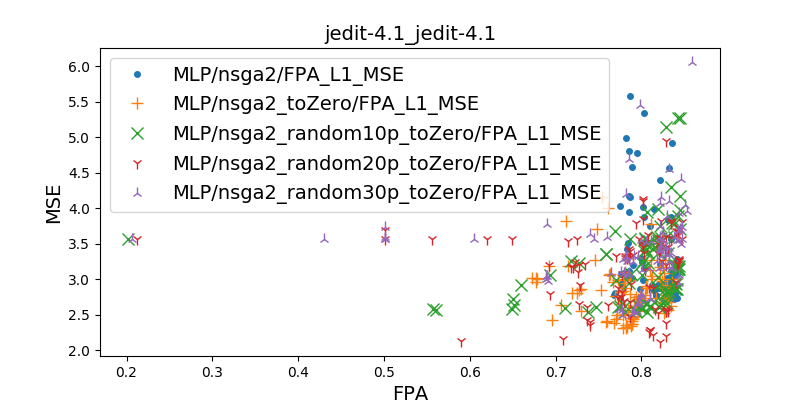 jedit-4.1_jedit-4.1
MLP/nsga2/FPA_L1_MSE
MLP/nsga2_toZero/FPA_L1_MSE
MLP/nsga2_random10p_toZero/FPA_L1_MSE
MLP/nsga2_random20p_toZero/FPA_L1_MSE
MLP/nsga2_random30p_toZero/FPA_L1_MSE
MSE
6.0
5.5
5.0
4.5
4.0
3.5
3.0
2.5
2.0
0.2 0.3 0.4 0.5 0.6 0.7 0.8
FPA